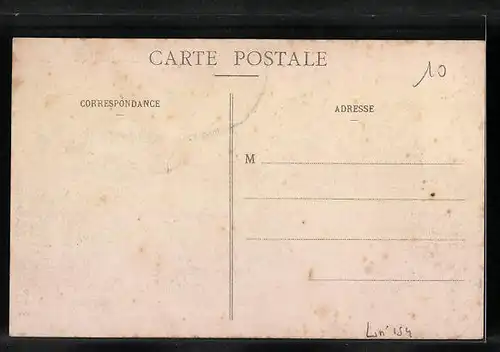 CARTE POSTALE
10
CORRESPONDANCE
ADRESSE
M